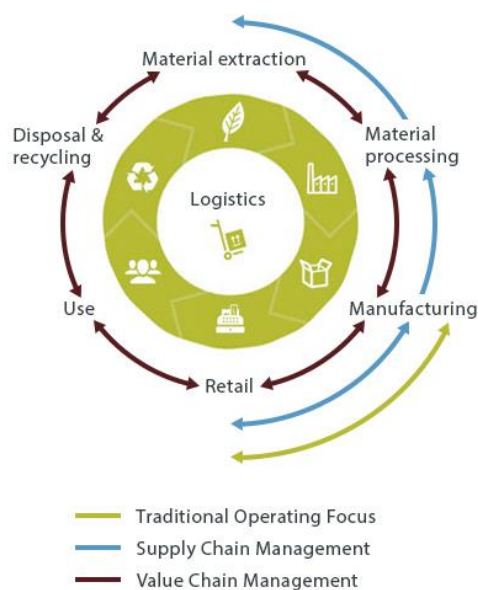 Material extraction
Disposal &
recycling
Material
processing
Logistics
Use
Manufacturing
Retail
Traditional Operating Focus
Supply Chain Management
Value Chain Management